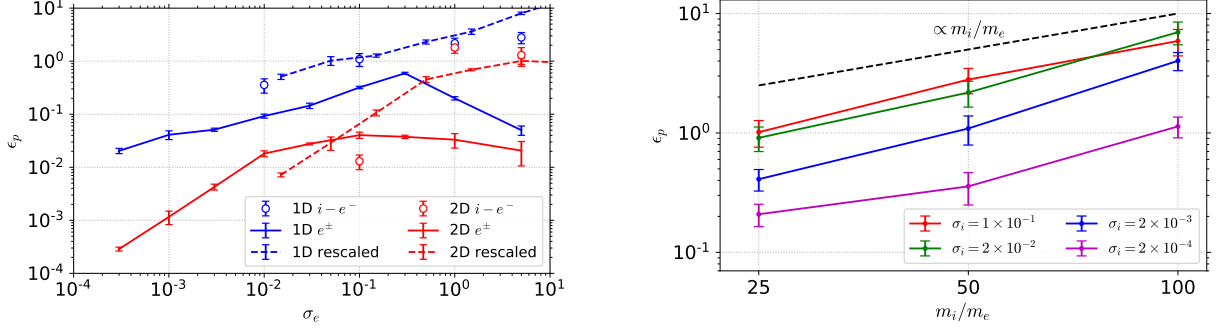 10^1
10^0
10^{-1}
10^{-2}
10^{-3}
10^{-4}
ϵ_p
1D i − e^−
1D e^±
1D rescaled
2D i − e^−
2D e^±
2D rescaled
10^{-4}
10^{-3}
10^{-2}
10^{-1}
10^0
10^1
σ_e
10^1
10^0
10^{-1}
ϵ_p
∝ m_i/m_e
σ_i = 1 × 10^{-1}
σ_i = 2 × 10^{-2}
σ_i = 2 × 10^{-3}
σ_i = 2 × 10^{-4}
25
50
100
m_i/m_e